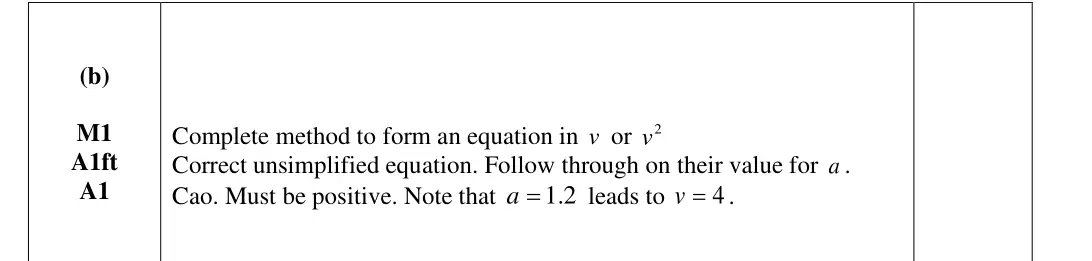 (b)
M1 Complete method to form an equation in v or v²
A1ft Correct unsimplified equation. Follow through on their value for a.
A1 Cao. Must be positive. Note that a = 1.2 leads to v = 4.